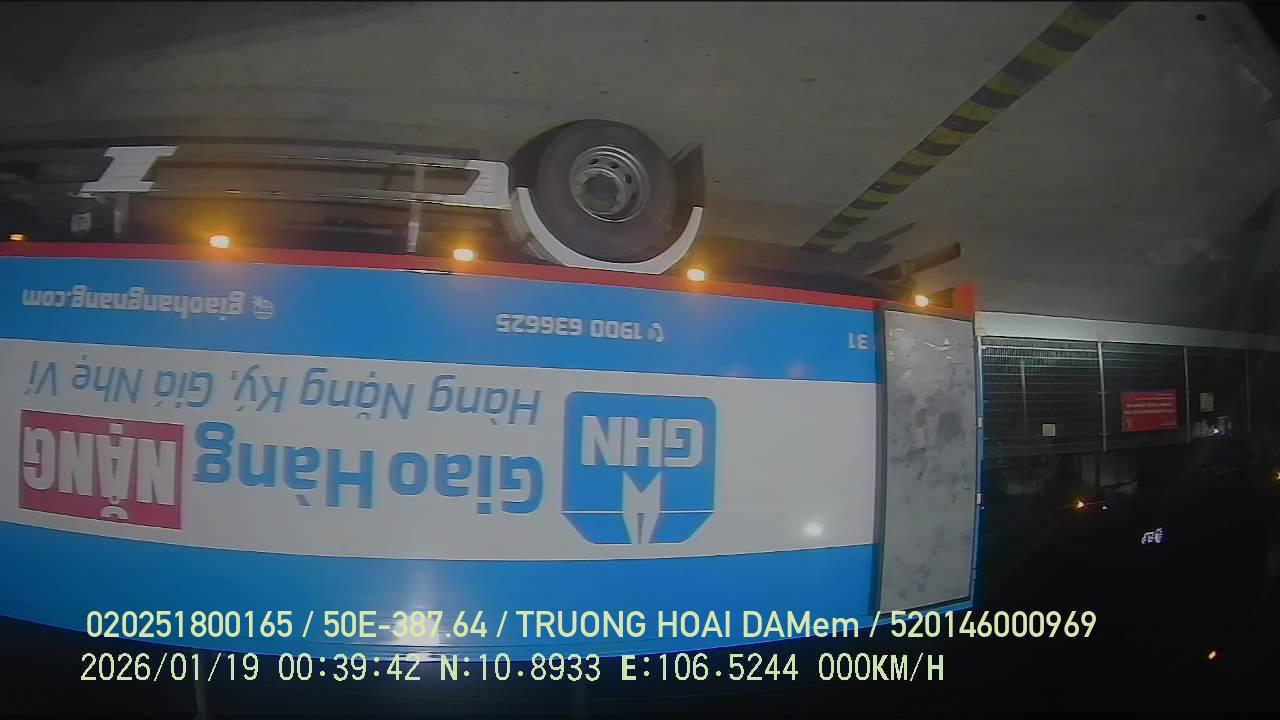 GHN
Giao Hàng NẶNG
Hàng Nặng Ký, Giá Nhẹ Vi
31
1900 636625
giaohangnang.com
020251800165 / 50E-387.64 / TRUONG HOAI DAMem / 520146000969
2026/01/19 00:39:42 N:10.8933 E:106.5244 000KM/H